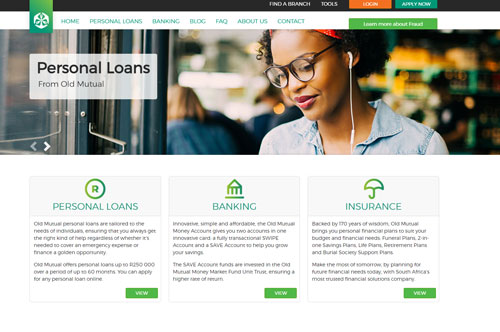 FIND A BRANCH TOOLS LOGIN APPLY NOW
HOME PERSONAL LOANS BANKING BLOG FAQ ABOUT US CONTACT
Learn more about Fraud
Personal Loans
From Old Mutual
R
PERSONAL LOANS
Old Mutual personal loans are tailored to the
needs of individuals, ensuring that you always get
the right kind of help regardless of whether it's
needed to cover an emergency expense or
finance a golden opportunity.
Old Mutual offers personal loans up to R250 000
over a period of up to 60 months. You can apply
for any personal loan online.
VIEW
BANKING
Innovative, simple and affordable, the Old Mutual
Money Account gives you two accounts in one
innovative card: a fully transactional SWIPE
Account and a SAVE Account to help you grow
your savings.
The SAVE Account funds are invested in the Old
Mutual Money Market Fund Unit Trust, ensuring a
higher rate of return.
VIEW
INSURANCE
Backed by 170 years of wisdom, Old Mutual
brings you personal financial plans to suit your
budget and financial needs: Funeral Plans, 2-in-
one Savings Plans, Life Plans, Retirement Plans
and Burial Society Support Plans.
Make the most of tomorrow, by planning for
future financial needs today, with South Africa's
most trusted financial solutions company.
VIEW